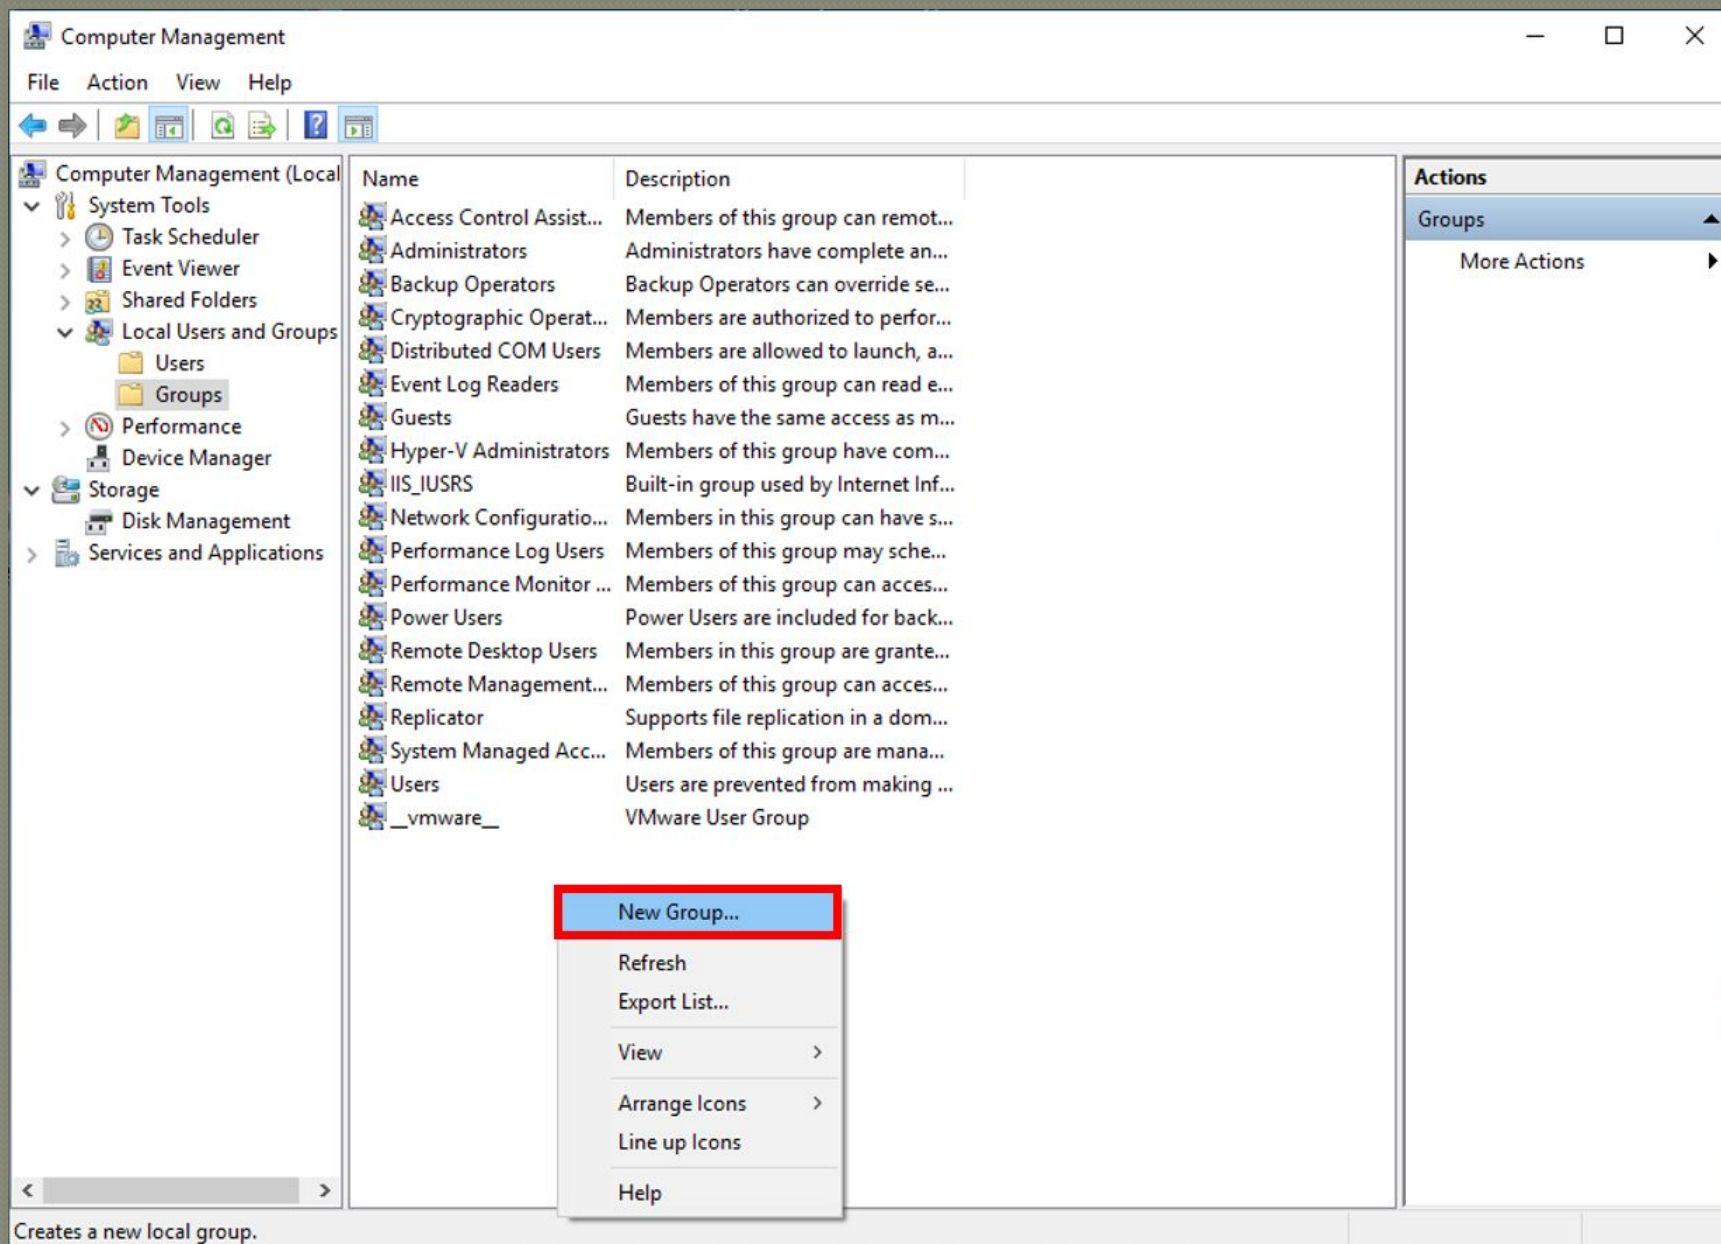 Computer Management
File Action View Help
Computer Management (Local
System Tools
Task Scheduler
Event Viewer
Shared Folders
Local Users and Groups
Users
Groups
Performance
Device Manager
Storage
Disk Management
Services and Applications
Name Description
Access Control Assist... Members of this group can remot...
Administrators Administrators have complete an...
Backup Operators Backup Operators can override se...
Cryptographic Operat... Members are authorized to perfor...
Distributed COM Users Members are allowed to launch, a...
Event Log Readers Members of this group can read e...
Guests Guests have the same access as m...
Hyper-V Administrators Members of this group have com...
IIS_IUSRS Built-in group used by Internet Inf...
Network Configuratio... Members in this group can have s...
Performance Log Users Members of this group may sche...
Performance Monitor ... Members of this group can acces...
Power Users Power Users are included for back...
Remote Desktop Users Members in this group are grante...
Remote Management... Members of this group can acces...
Replicator Supports file replication in a dom...
System Managed Acc... Members of this group are mana...
Users Users are prevented from making ...
__vmware__ VMware User Group
New Group...
Refresh
Export List...
View
Arrange Icons
Line up Icons
Help
Actions
Groups
More Actions
Creates a new local group.